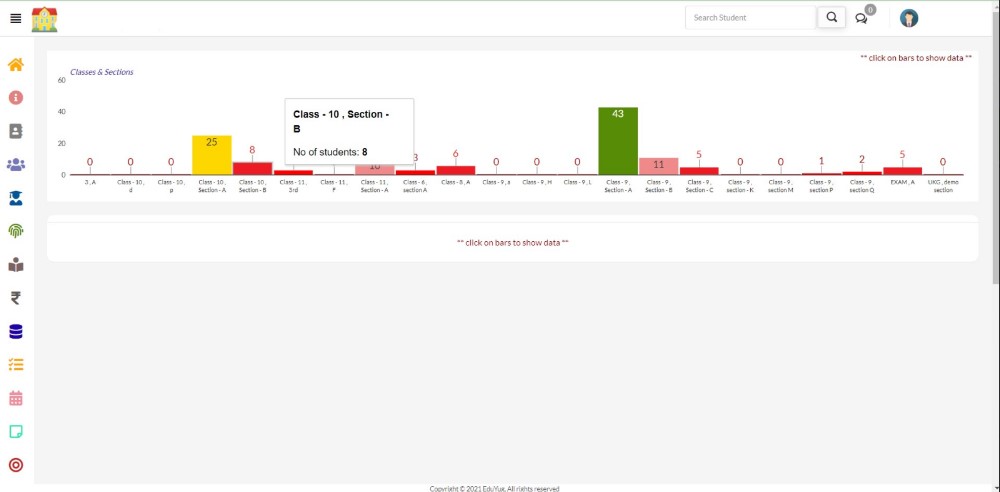 Search Student
0
** click on bars to show data **
Classes & Sections
60
40
20
0
0
0
0
25
8
Class - 10 , Section -
B
No of students: 8
6
0
0
0
43
11
5
0
0
1
2
5
0
3 , A
Class - 10 ,
d
Class - 10 ,
p
Class - 10 ,
Section - A
Class - 10 ,
Section - B
Class - 11 ,
Class - 11 ,
F
Class - 11 ,
Section - A
Class - 6 ,
section A
Class - 8 , A
Class - 9 , a
Class - 9 , H
Class - 9 , L
Class - 9 ,
Section - A
Class - 9 ,
Section - B
Class - 9 ,
Section - C
Class - 9 ,
section - K
Class - 9 ,
section M
Class - 9 ,
section P
Class - 9 ,
section Q
EXAM , A
UKG , demo
section
** click on bars to show data **
Copyright © 2021 EduYug, All rights reserved